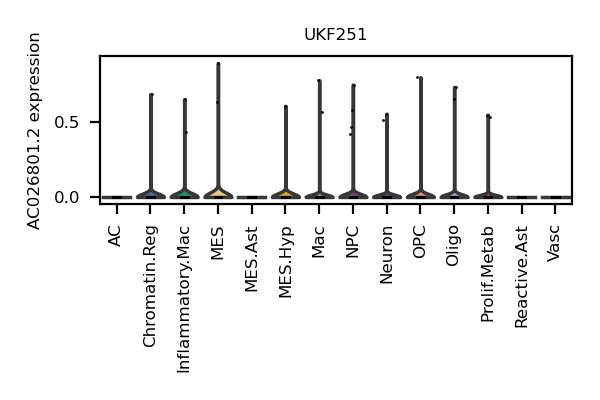 UKF251
AC026801.2 expression
0.5
0.0
AC
Chromatin.Reg
Inflammatory.Mac
MES
MES.Ast
MES.Hyp
Mac
NPC
Neuron
OPC
Oligo
Prolif.Metab
Reactive.Ast
Vasc